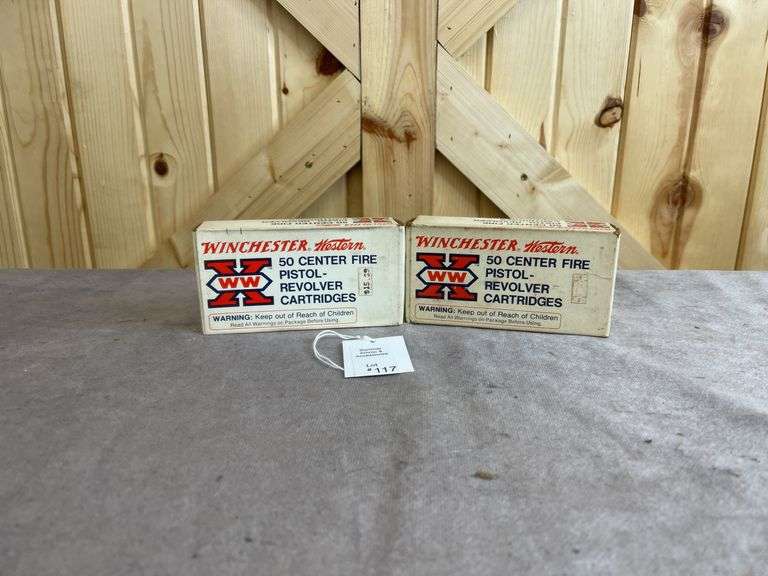 WINCHESTER Western
WW
50 CENTER FIRE
PISTOL-
REVOLVER
CARTRIDGES
WARNING: Keep out of Reach of Children
Read All Warnings on Package Before Using.
WINCHESTER Western
WW
50 CENTER FIRE
PISTOL-
REVOLVER
CARTRIDGES
WARNING: Keep out of Reach of Children
Read All Warnings on Package Before Using.
Lot
# 117